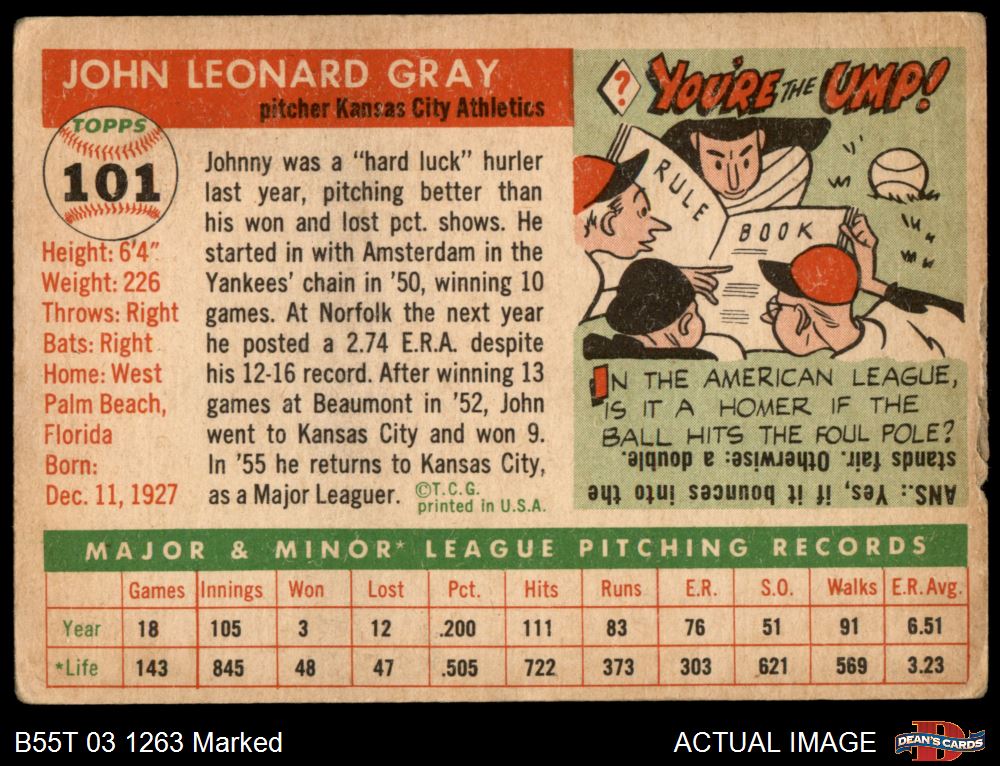 JOHN LEONARD GRAY
pitcher Kansas City Athletics
TOPPS
101
Height: 6'4"
Weight: 226
Throws: Right
Bats: Right
Home: West
Palm Beach,
Florida
Born:
Dec. 11, 1927
Johnny was a "hard luck" hurler
last year, pitching better than
his won and lost pct. shows. He
started in with Amsterdam in the
Yankees' chain in '50, winning 10
games. At Norfolk the next year
he posted a 2.74 E.R.A. despite
his 12-16 record. After winning 13
games at Beaumont in '52, John
went to Kansas City and won 9.
In '55 he returns to Kansas City,
as a Major Leaguer.
©T.C.G.
printed in U.S.A.
?
YOU'RE THE UMP!
RULE
BOOK
IN THE AMERICAN LEAGUE,
IS IT A HOMER IF THE
BALL HITS THE FOUL POLE?
ANS.: Yes, if it bounces into the
stands fair. Otherwise: a double.
MAJOR & MINOR* LEAGUE PITCHING RECORDS
Games Innings Won Lost Pct. Hits Runs E.R. S.O. Walks E.R.Avg.
Year 18 105 3 12 .200 111 83 76 51 91 6.51
*Life 143 845 48 47 .505 722 373 303 621 569 3.23
B55T 03 1263 Marked
ACTUAL IMAGE
DEAN'S CARDS